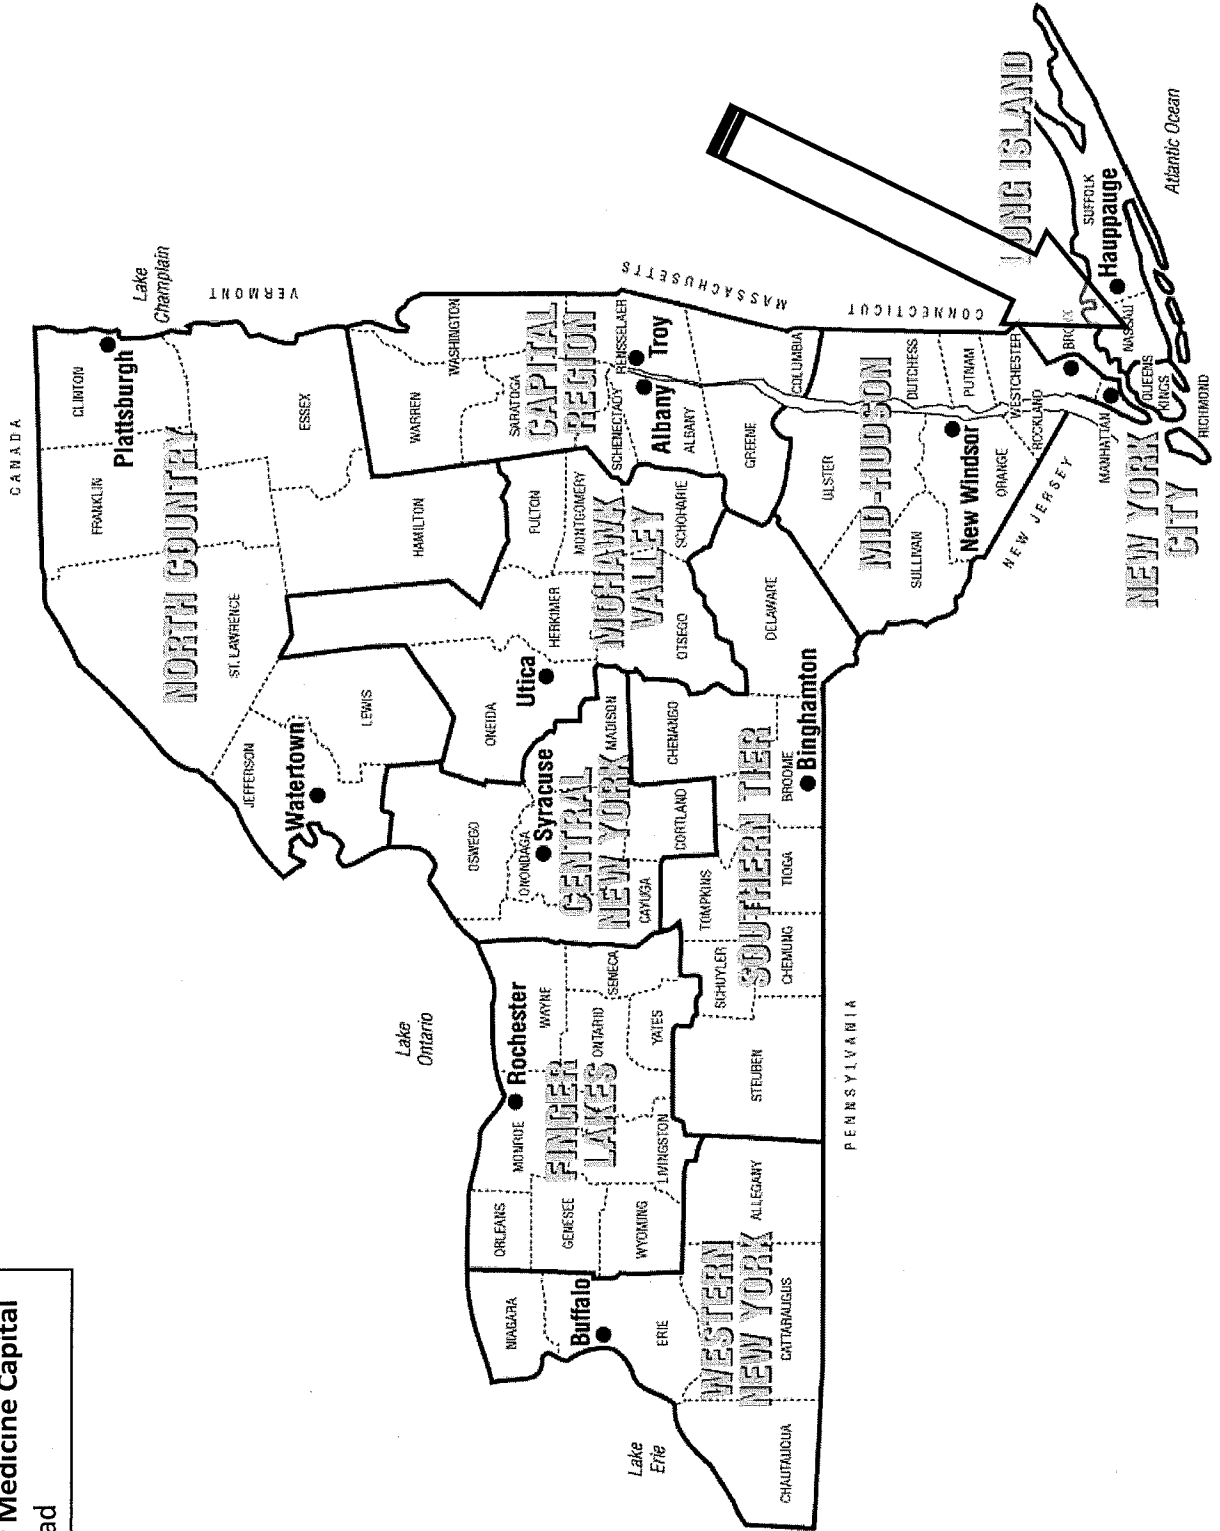 Medicine Capital
ad
CANADA
Lake
Champlain
VERMONT
MASSACHUSETTS
CONNECTICUT
NEW JERSEY
PENNSYLVANIA
Atlantic Ocean
Lake
Ontario
Lake
Erie
NORTH COUNTRY
CLINTON
Plattsburgh
FRANKLIN
ESSEX
ST. LAWRENCE
HAMILTON
JEFFERSON
Watertown
LEWIS
CAPITAL
REGION
WASHINGTON
WARREN
SARATOGA
RENSSELAER
Troy
SCHENECTADY
Albany
ALBANY
COLUMBIA
GREENE
MOHAWK
VALLEY
FULTON
MONTGOMERY
SCHOHARIE
HERKIMER
OTSEGO
Utica
ONEIDA
CENTRAL
NEW YORK
OSWEGO
ONONDAGA
Syracuse
MADISON
CORTLAND
CAYUGA
SOUTHERN TIER
DELAWARE
CHENANGO
BROOME
Binghamton
TIOGA
TOMPKINS
CHEMUNG
SCHUYLER
STEUBEN
FINGER
LAKES
Rochester
WAYNE
SENECA
ONTARIO
YATES
MONROE
LIVINGSTON
ORLEANS
GENESEE
WYOMING
WESTERN
NEW YORK
NIAGARA
Buffalo
ERIE
ALLEGANY
CATTARAUGUS
CHAUTAUQUA
MID-HUDSON
DUTCHESS
PUTNAM
ULSTER
SULLIVAN
New Windsor
ORANGE
WESTCHESTER
ROCKLAND
NEW YORK
CITY
BRONX
MANHATTAN
QUEENS
KINGS
RICHMOND
LONG ISLAND
SUFFOLK
Hauppauge
NASSAU